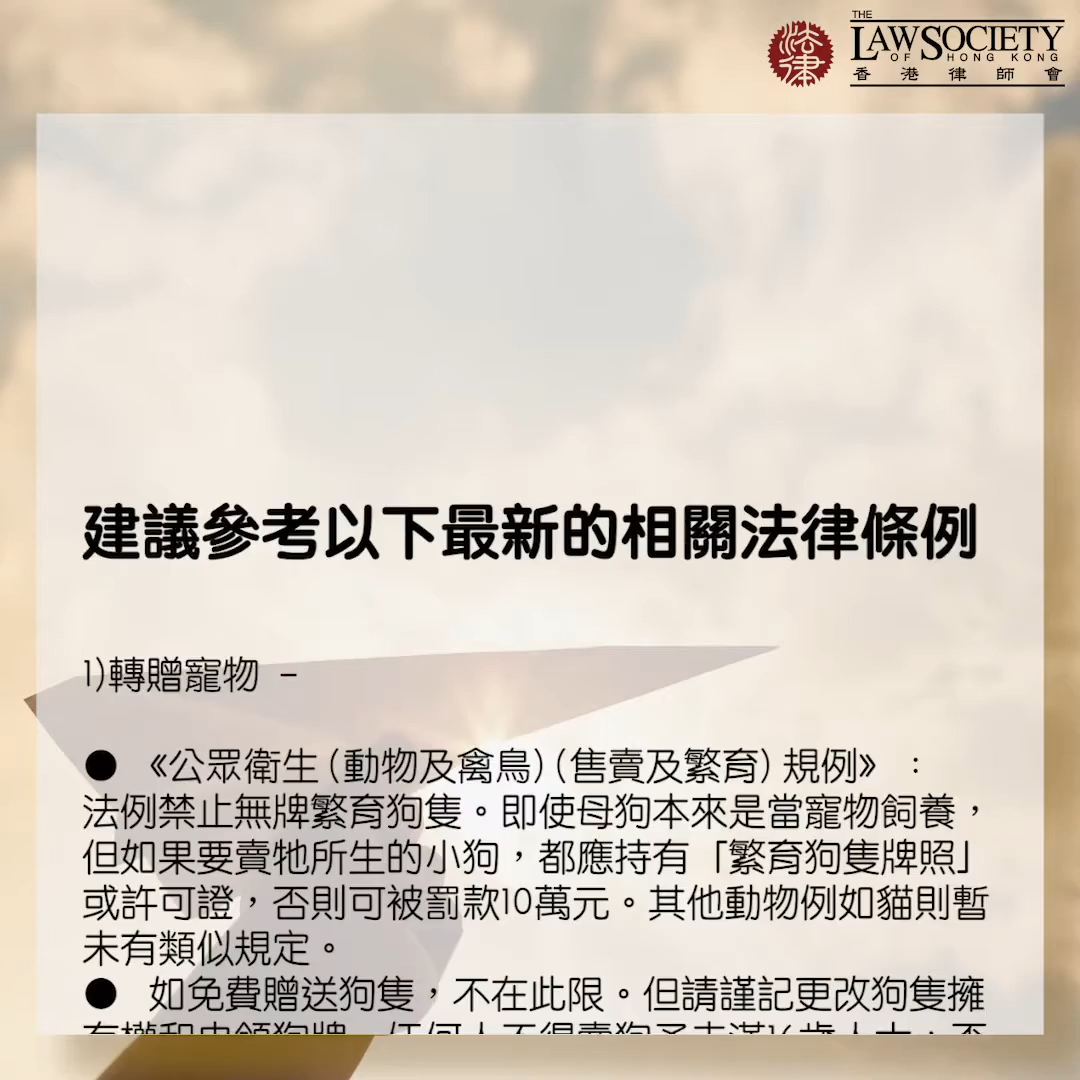 法律
THE
LAW SOCIETY
OF HONG KONG
香港律師會
建議參考以下最新的相關法律條例
1)轉贈寵物 -
● 《公眾衛生(動物及禽鳥)(售賣及繁育)規例》：
法例禁止無牌繁育狗隻。即使母狗本來是當寵物飼養，
但如果要賣牠所生的小狗，都應持有「繁育狗隻牌照」
或許可證，否則可被罰款10萬元。其他動物例如貓則暫
未有類似規定。
● 如免費贈送狗隻，不在此限。但請謹記更改狗隻擁